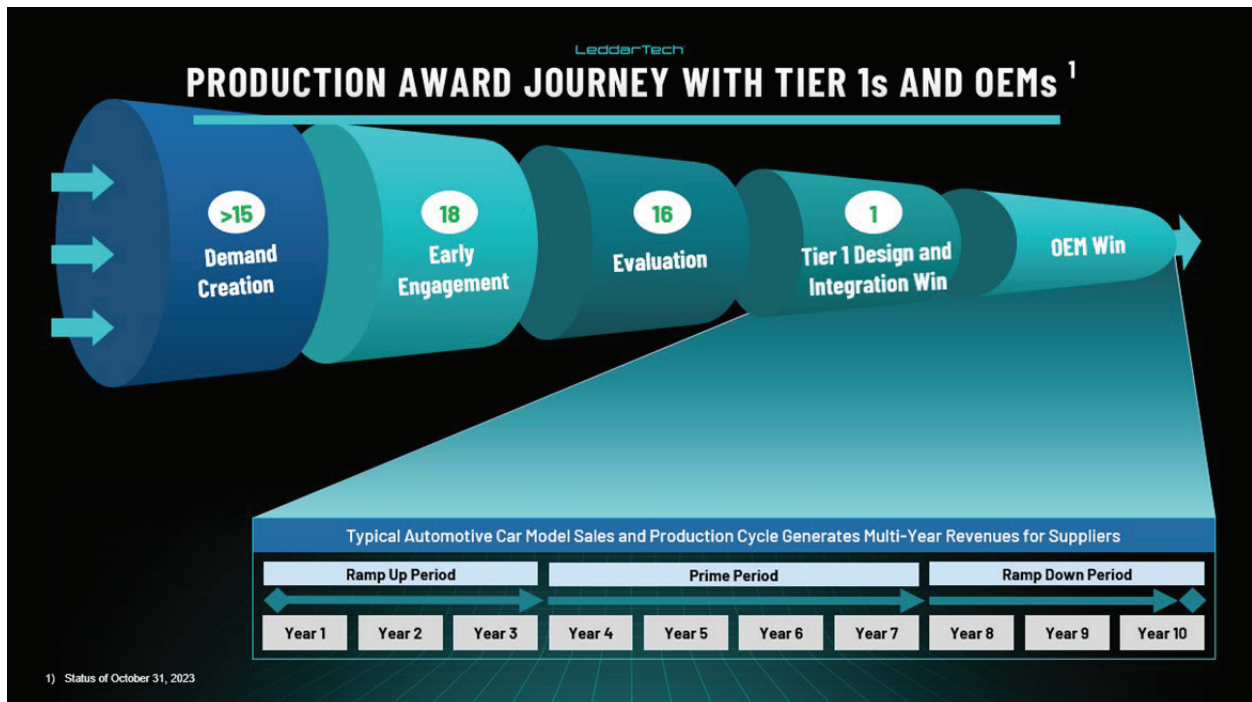 LeddarTech
PRODUCTION AWARD JOURNEY WITH TIER 1s AND OEMs 1
>15
Demand
Creation
18
Early
Engagement
16
Evaluation
1
Tier 1 Design and
Integration Win
OEM Win
Typical Automotive Car Model Sales and Production Cycle Generates Multi-Year Revenues for Suppliers
Ramp Up Period
Prime Period
Ramp Down Period
Year 1
Year 2
Year 3
Year 4
Year 5
Year 6
Year 7
Year 8
Year 9
Year 10
1) Status of October 31, 2023